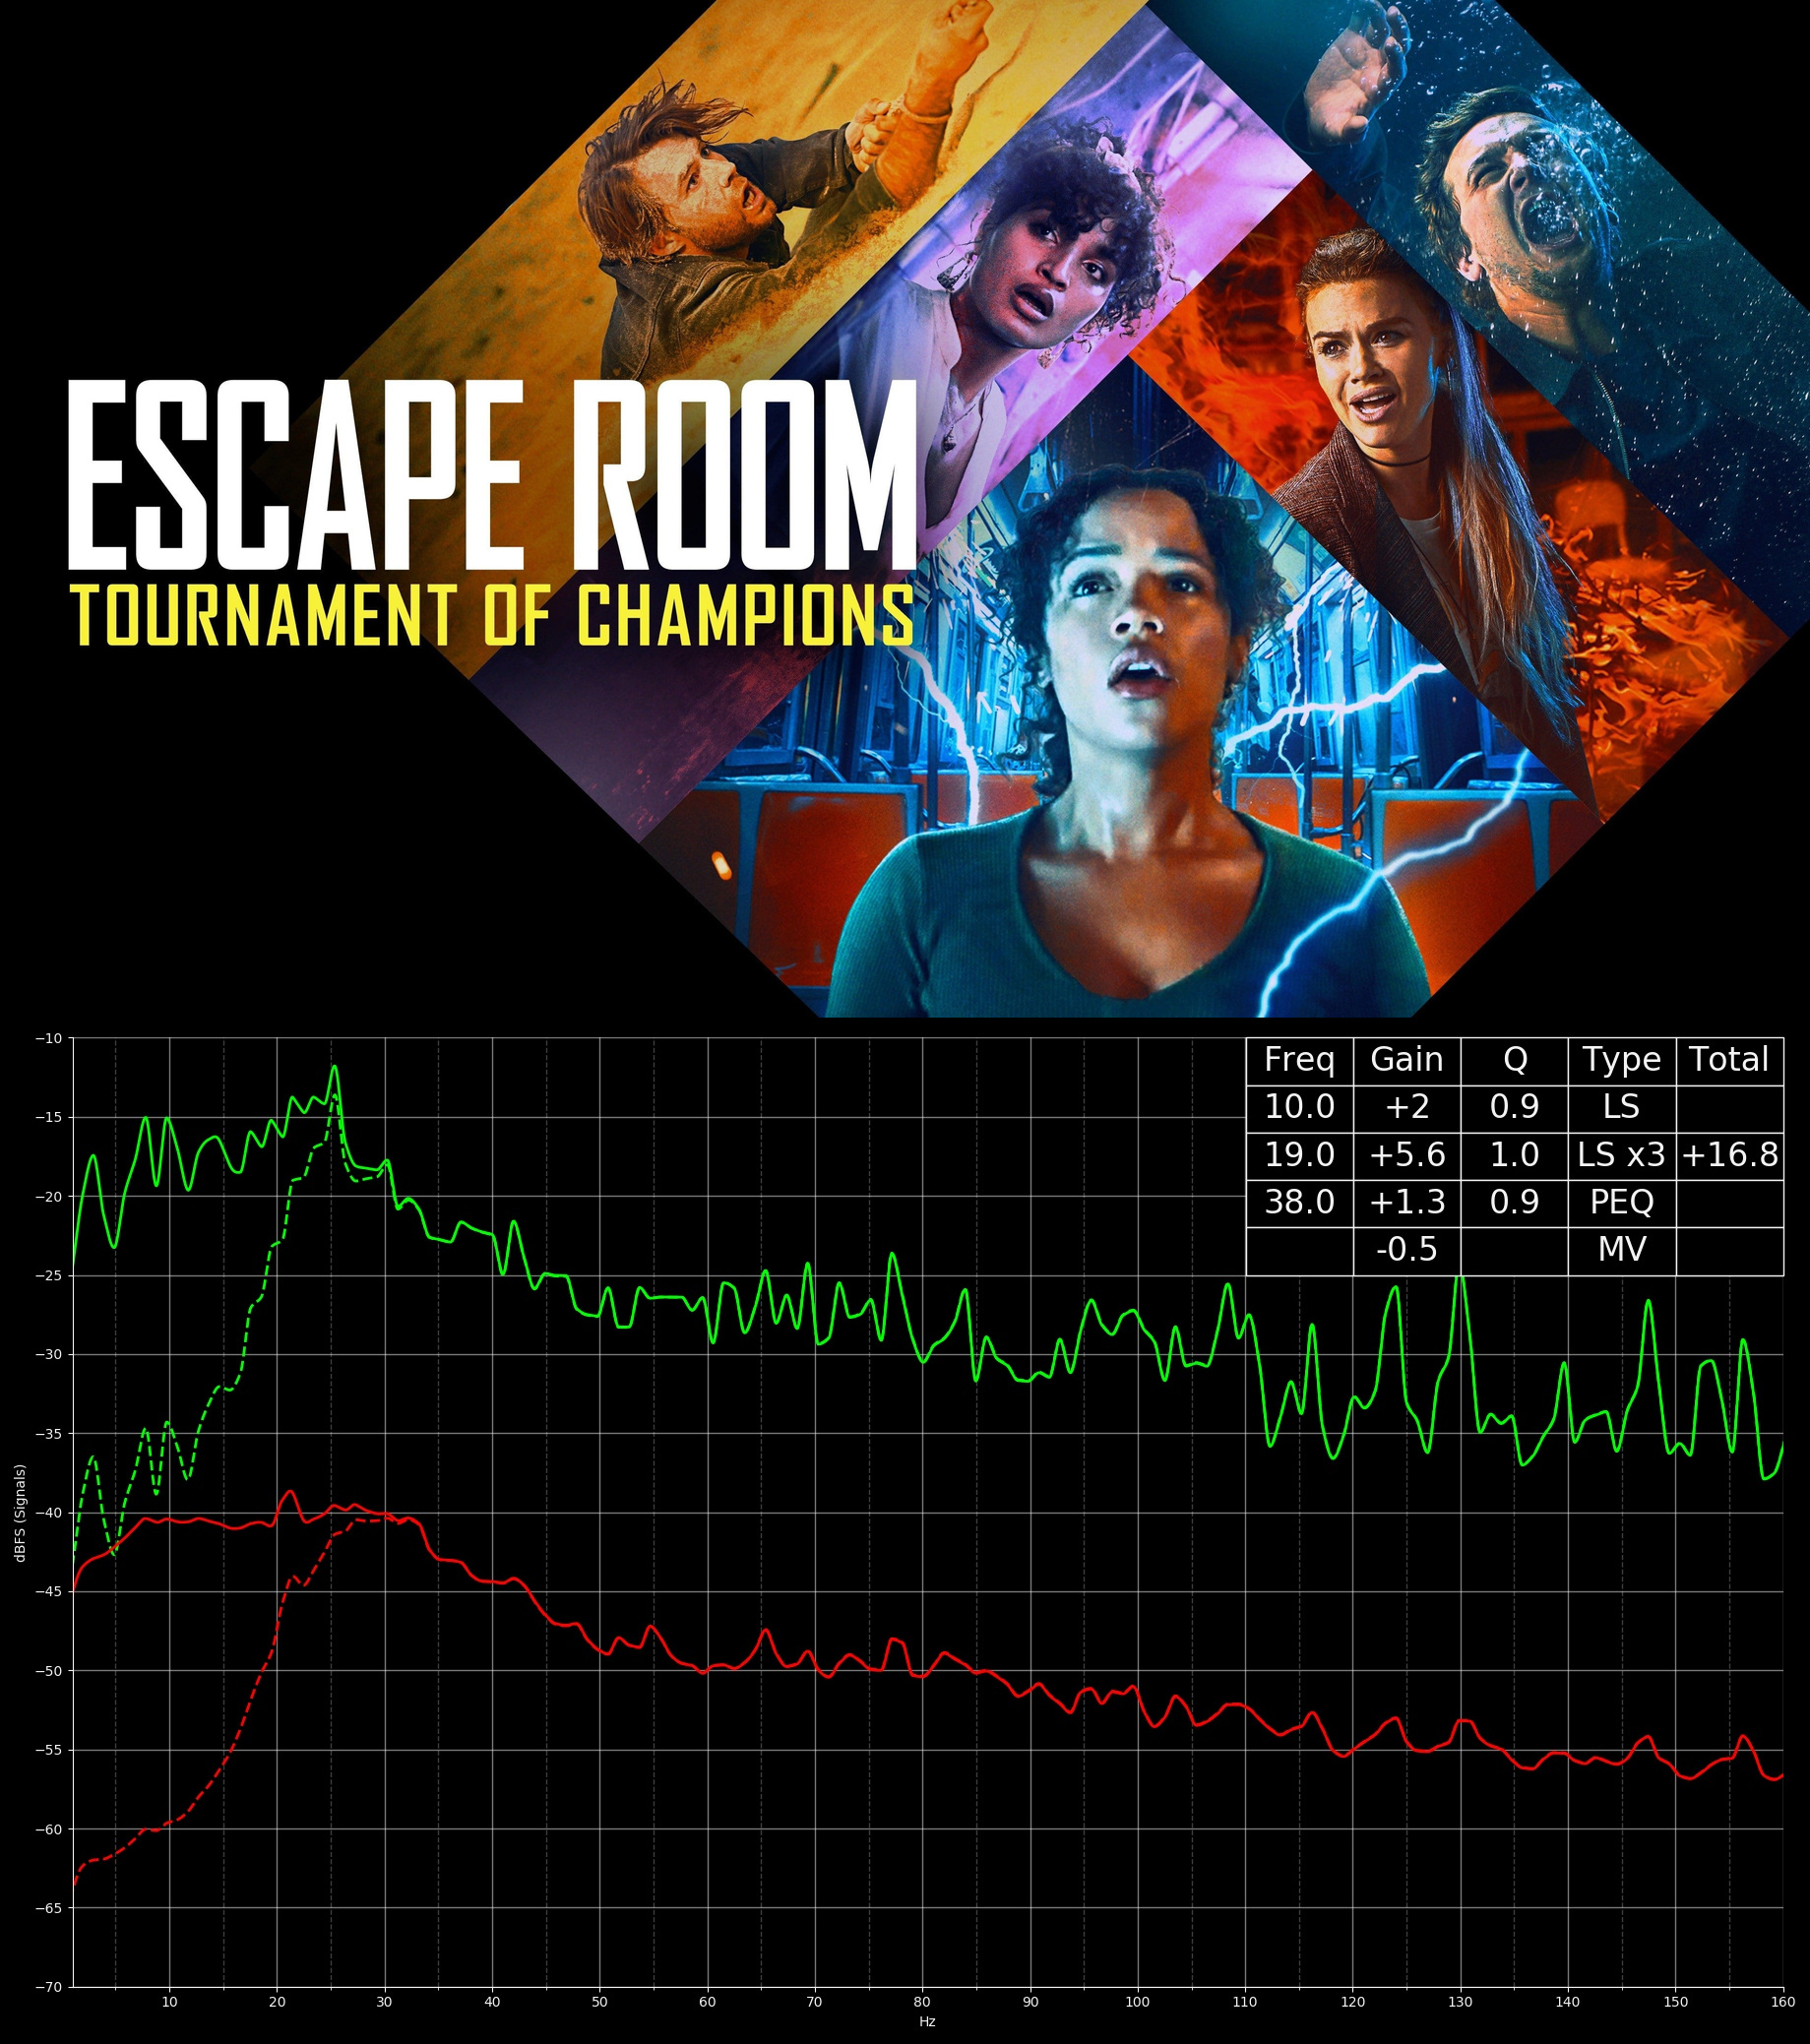 ESCAPE ROOM
TOURNAMENT OF CHAMPIONS
Freq Gain Q Type Total
10.0 +2 0.9 LS
19.0 +5.6 1.0 LS x3 +16.8
38.0 +1.3 0.9 PEQ
-0.5 MV
−10
−15
−20
−25
−30
−35
−40
−45
−50
−55
−60
−65
−70
dBFS (Signals)
10 20 30 40 50 60 70 80 90 100 110 120 130 140 150 160
Hz